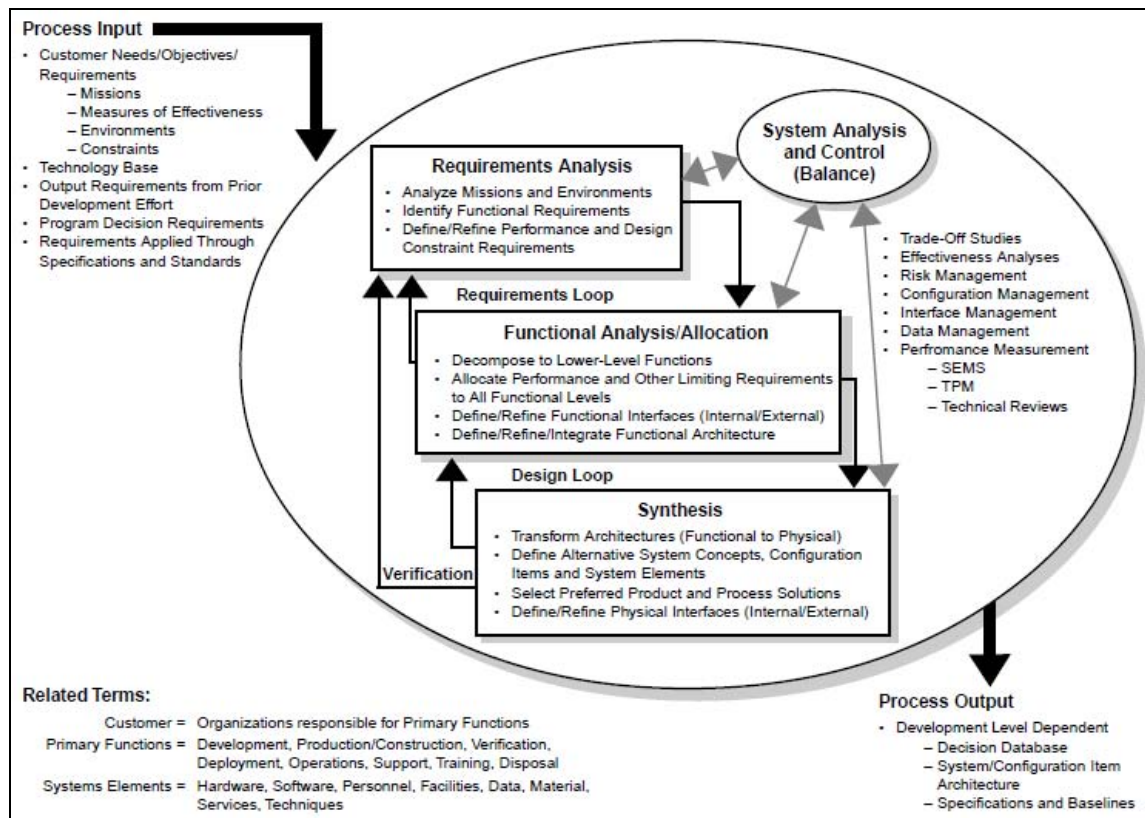 Process Input
• Customer Needs/Objectives/
Requirements
– Missions
– Measures of Effectiveness
– Environments
– Constraints
• Technology Base
• Output Requirements from Prior
Development Effort
• Program Decision Requirements
• Requirements Applied Through
Specifications and Standards
System Analysis
and Control
(Balance)
Requirements Analysis
• Analyze Missions and Environments
• Identify Functional Requirements
• Define/Refine Performance and Design
Constraint Requirements
• Trade-Off Studies
• Effectiveness Analyses
• Risk Management
• Configuration Management
• Interface Management
• Data Management
• Perfromance Measurement
– SEMS
– TPM
– Technical Reviews
Requirements Loop
Functional Analysis/Allocation
• Decompose to Lower-Level Functions
• Allocate Performance and Other Limiting Requirements
to All Functional Levels
• Define/Refine Functional Interfaces (Internal/External)
• Define/Refine/Integrate Functional Architecture
Design Loop
Synthesis
• Transform Architectures (Functional to Physical)
• Define Alternative System Concepts, Configuration
Items and System Elements
• Select Preferred Product and Process Solutions
• Define/Refine Physical Interfaces (Internal/External)
Verification
Related Terms:
Customer = Organizations responsible for Primary Functions
Primary Functions = Development, Production/Construction, Verification,
Deployment, Operations, Support, Training, Disposal
Systems Elements = Hardware, Software, Personnel, Facilities, Data, Material,
Services, Techniques
Process Output
• Development Level Dependent
– Decision Database
– System/Configuration Item
Architecture
– Specifications and Baselines